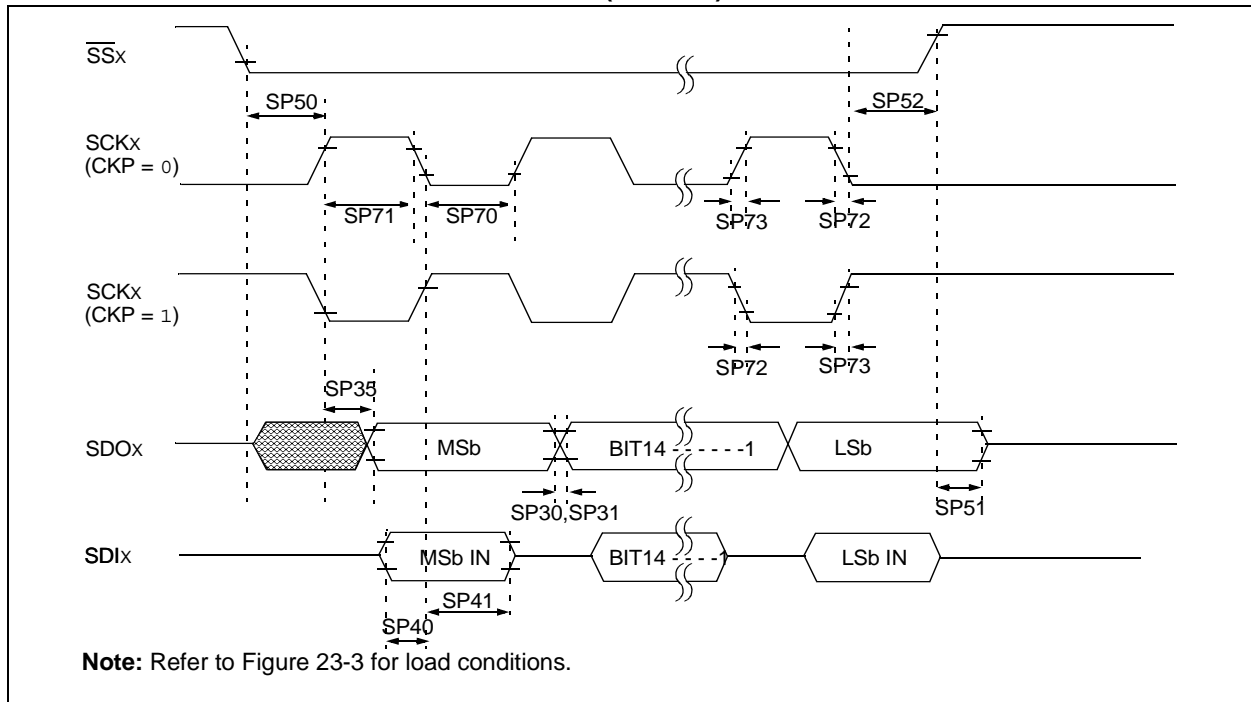 SSx
SP50
SP52
SCKx
(CKP = 0)
SP71
SP70
SP73
SP72
SCKx
(CKP = 1)
SP72
SP73
SP35
SDOx
MSb
BIT14 - - - - - -1
LSb
SP30,SP31
SP51
SDIx
MSb IN
BIT14 - - - - -1
LSb IN
SP41
SP40
Note: Refer to Figure 23-3 for load conditions.